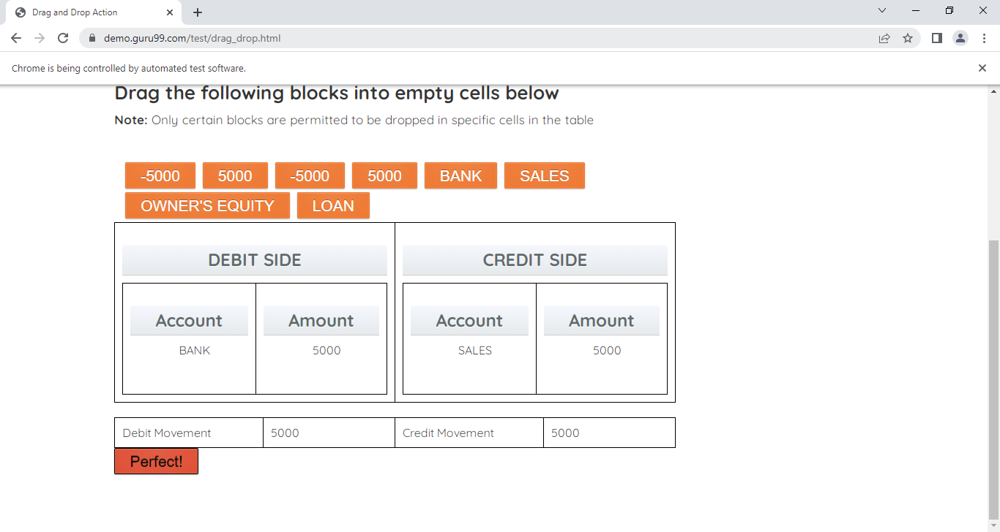 Drag and Drop Action
demo.guru99.com/test/drag_drop.html
Chrome is being controlled by automated test software.
Drag the following blocks into empty cells below
Note: Only certain blocks are permitted to be dropped in specific cells in the table
-5000 5000 -5000 5000 BANK SALES
OWNER'S EQUITY LOAN
DEBIT SIDE CREDIT SIDE
Account Amount Account Amount
BANK 5000 SALES 5000
Debit Movement 5000 Credit Movement 5000
Perfect!